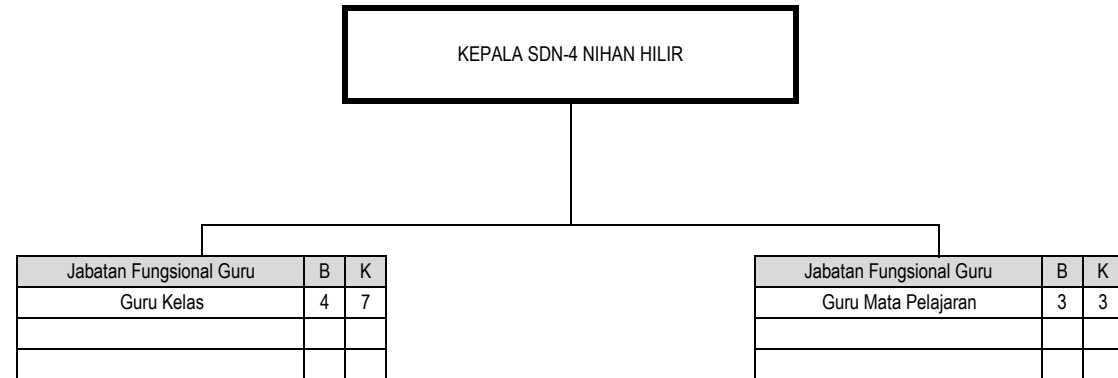 KEPALA SDN-4 NIHAN HILIR
Jabatan Fungsional Guru B K
Guru Kelas 4 7
Jabatan Fungsional Guru B K
Guru Mata Pelajaran 3 3